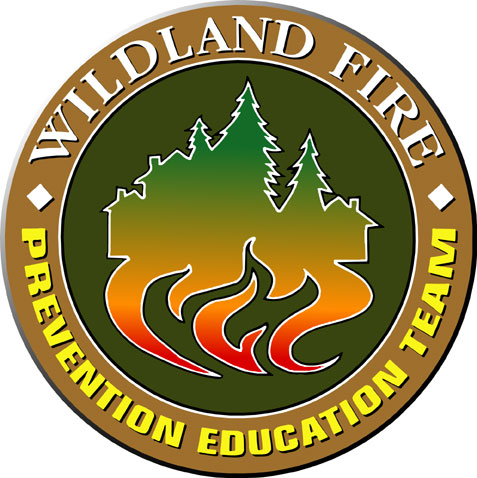 WILDLAND FIRE
PREVENTION EDUCATION TEAM